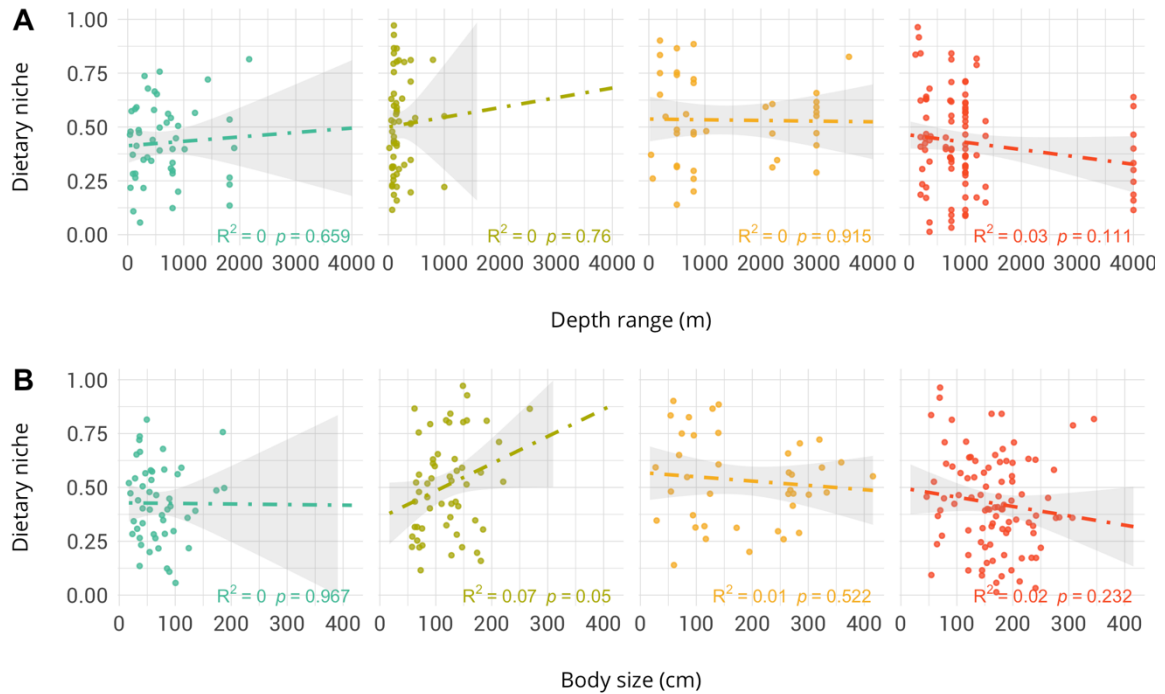 A
Dietary niche
1.00
0.75
0.50
0.25
0.00
R² = 0 p = 0.659
R² = 0 p = 0.76
R² = 0 p = 0.915
R² = 0.03 p = 0.111
0 1000 2000 3000 4000 0 1000 2000 3000 4000 0 1000 2000 3000 4000 0 1000 2000 3000 4000
Depth range (m)
B
Dietary niche
1.00
0.75
0.50
0.25
0.00
R² = 0 p = 0.967
R² = 0.07 p = 0.05
R² = 0.01 p = 0.522
R² = 0.02 p = 0.232
0 100 200 300 400 0 100 200 300 400 0 100 200 300 400 0 100 200 300 400
Body size (cm)